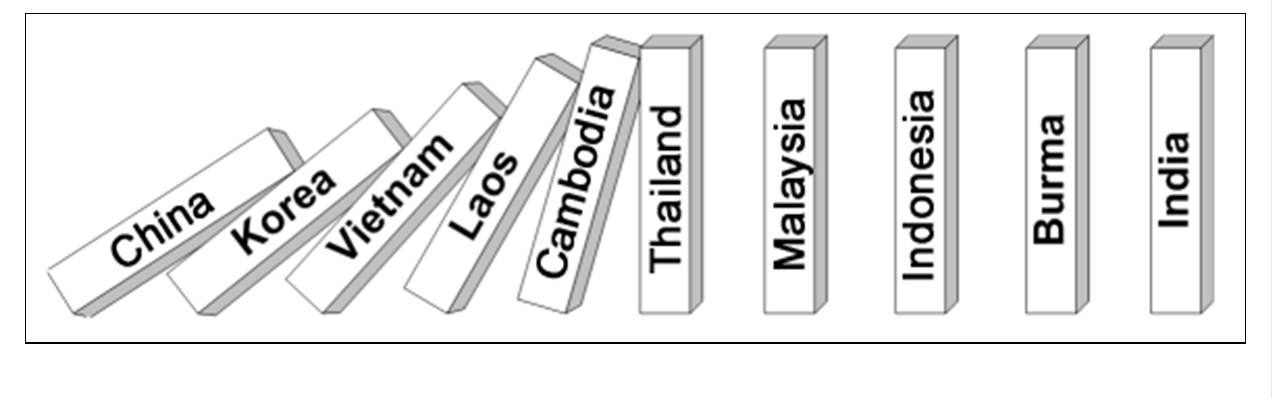 China
Korea
Vietnam
Laos
Cambodia
Thailand
Malaysia
Indonesia
Burma
India